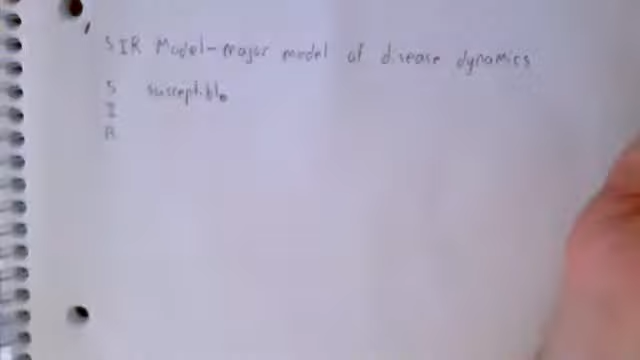 SIR Model-major model of disease dynamics
S susceptible
I
R